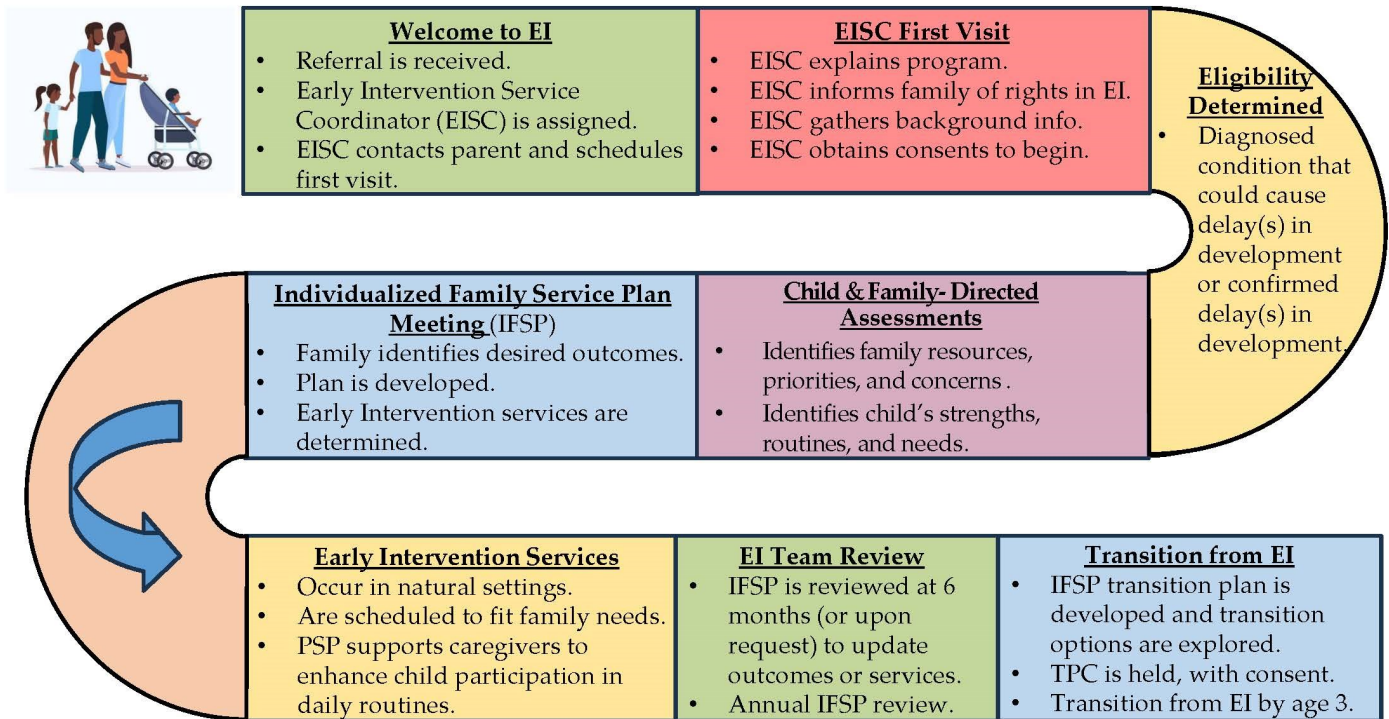 Welcome to EI
• Referral is received.
• Early Intervention Service
Coordinator (EISC) is assigned.
• EISC contacts parent and schedules
first visit.
EISC First Visit
• EISC explains program.
• EISC informs family of rights in EI.
• EISC gathers background info.
• EISC obtains consents to begin.
Eligibility
Determined
• Diagnosed
condition that
could cause
delay(s) in
development
or confirmed
delay(s) in
development.
Child & Family- Directed
Assessments
• Identifies family resources,
priorities, and concerns .
• Identifies child's strengths,
routines, and needs.
Individualized Family Service Plan
Meeting (IFSP)
• Family identifies desired outcomes.
• Plan is developed.
• Early Intervention services are
determined.
Early Intervention Services
• Occur in natural settings.
• Are scheduled to fit family needs.
• PSP supports caregivers to
enhance child participation in
daily routines.
EI Team Review
• IFSP is reviewed at 6
months (or upon
request) to update
outcomes or services.
• Annual IFSP review.
Transition from EI
• IFSP transition plan is
developed and transition
options are explored.
• TPC is held, with consent.
• Transition from EI by age 3.